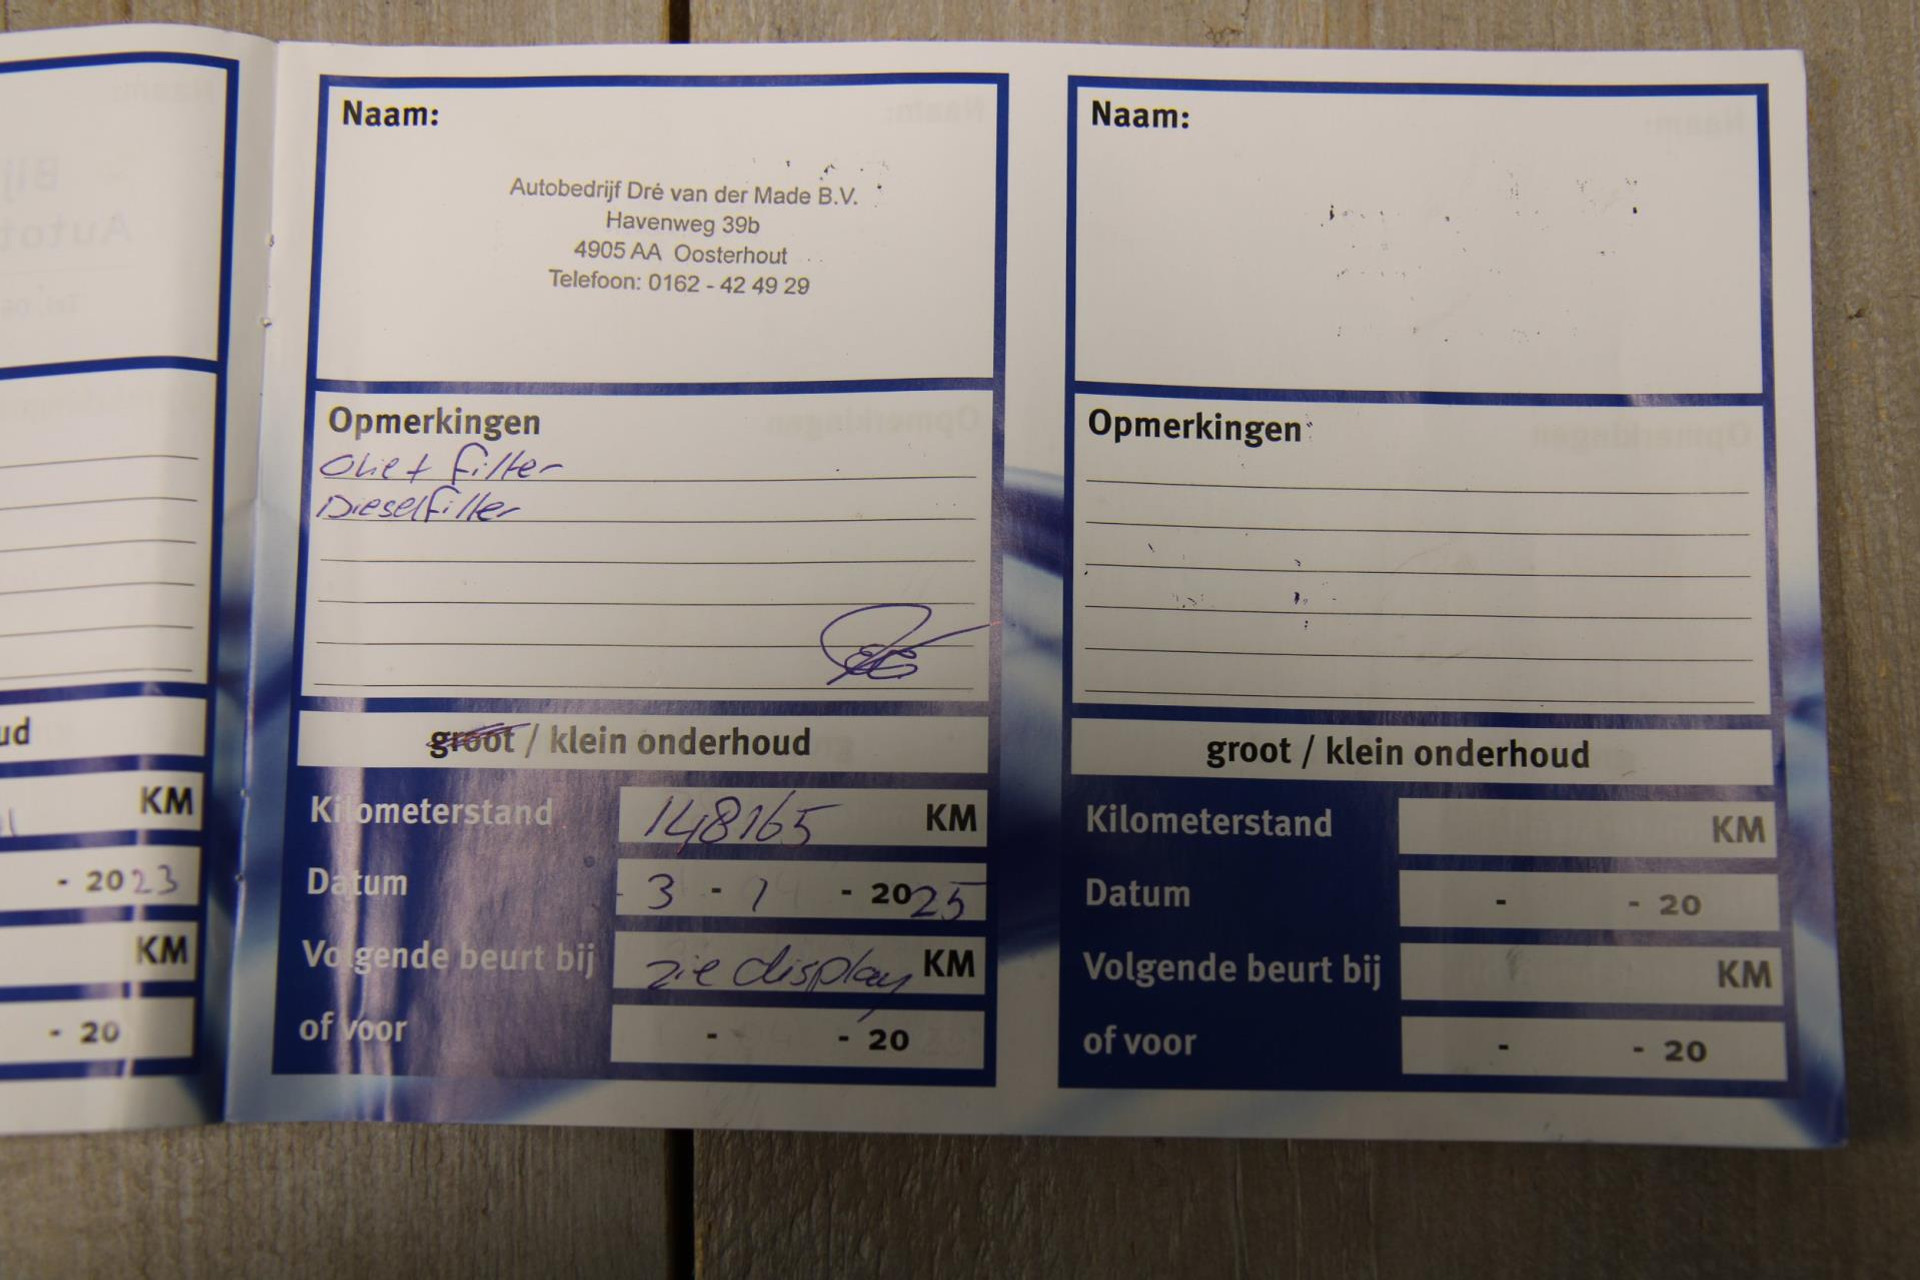 ud
KM
- 2023
KM
- 20
Naam:
Autobedrijf Dré van der Made B.V.
Havenweg 39b
4905 AA Oosterhout
Telefoon: 0162 - 42 49 29
Opmerkingen
Olie + filter
Dieselfilter
groot / klein onderhoud
Kilometerstand 148165 KM
Datum 3 - 1 - 2025
Volgende beurt bij zie display KM
of voor - - 20
Naam:
Opmerkingen
groot / klein onderhoud
Kilometerstand KM
Datum - - 20
Volgende beurt bij KM
of voor - - 20